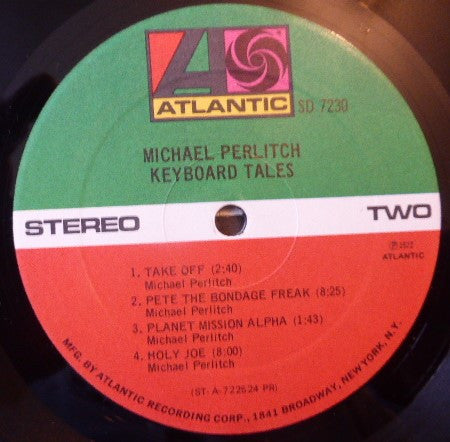 ATLANTIC
SD 7230
MICHAEL PERLITCH
KEYBOARD TALES
STEREO
TWO
ATLANTIC
1. TAKE OFF (2:40)
Michael Perlitch
2. PETE THE BONDAGE FREAK (8:25)
Michael Perlitch
3. PLANET MISSION ALPHA (1:43)
Michael Perlitch
4. HOLY JOE (8:00)
Michael Perlitch
(ST-A-722624 PR)
MFG. BY ATLANTIC RECORDING CORP., 1841 BROADWAY, NEW YORK, N.Y.